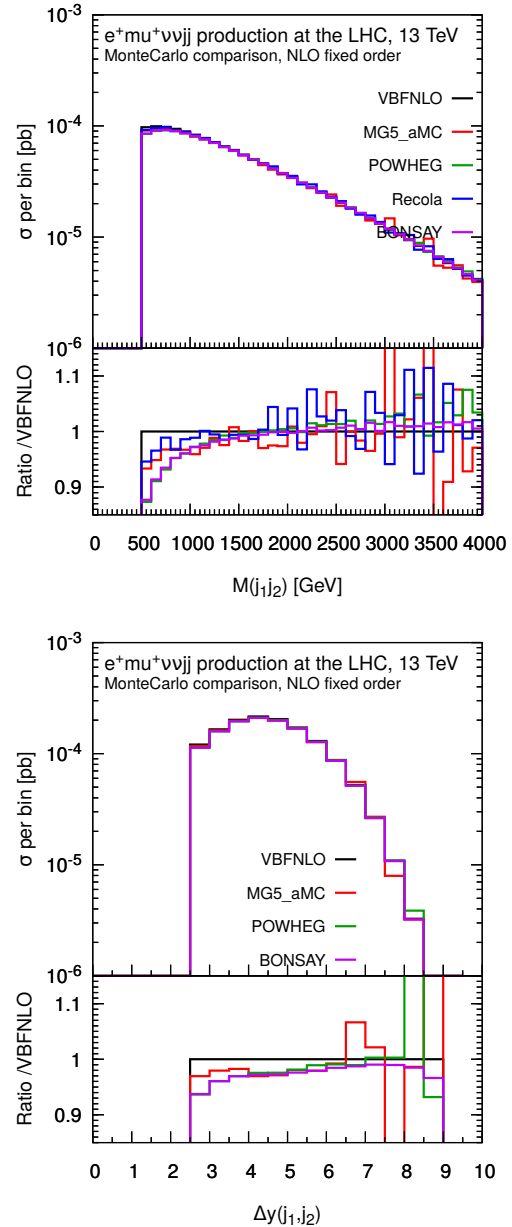 10⁻³
e⁺mu⁺ννjj production at the LHC, 13 TeV
MonteCarlo comparison, NLO fixed order
VBFNLO
10⁻⁴
MG5_aMC
POWHEG
Recola
BONSAY
σ per bin [pb]
10⁻⁵
10⁻⁶
1.1
1
0.9
Ratio /VBFNLO
0 500 1000 1500 2000 2500 3000 3500 4000
M(j₁j₂) [GeV]
10⁻³
e⁺mu⁺ννjj production at the LHC, 13 TeV
MonteCarlo comparison, NLO fixed order
10⁻⁴
σ per bin [pb]
VBFNLO
10⁻⁵
MG5_aMC
POWHEG
BONSAY
10⁻⁶
1.1
1
0.9
Ratio /VBFNLO
0 1 2 3 4 5 6 7 8 9 10
Δy(j₁,j₂)